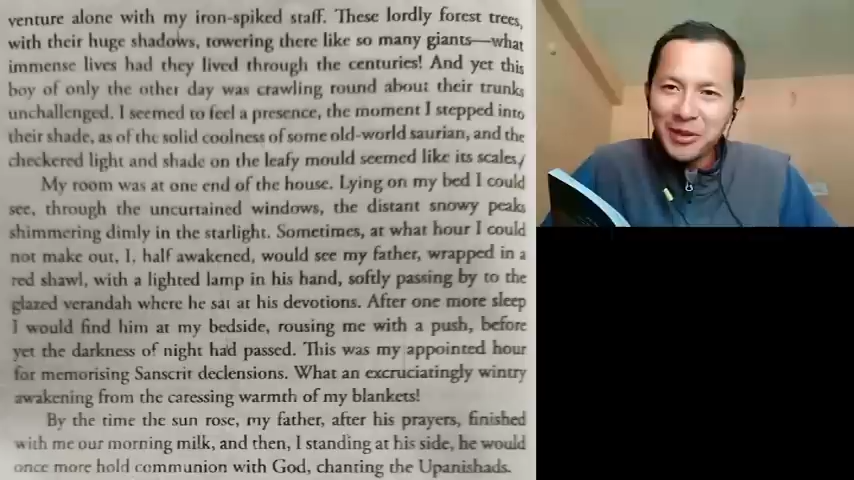 venture alone with my iron-spiked staff. These lordly forest trees,
with their huge shadows, towering there like so many giants—what
immense lives had they lived through the centuries! And yet this
boy of only the other day was crawling round about their trunks
unchallenged. I seemed to feel a presence, the moment I stepped into
their shade, as of the solid coolness of some old-world saurian, and the
checkered light and shade on the leafy mould seemed like its scales/
My room was at one end of the house. Lying on my bed I could
see, through the uncurtained windows, the distant snowy peaks
shimmering dimly in the starlight. Sometimes, at what hour I could
not make out, I, half awakened, would see my father, wrapped in a
red shawl, with a lighted lamp in his hand, softly passing by to the
glazed verandah where he sat at his devotions. After one more sleep
I would find him at my bedside, rousing me with a push, before
yet the darkness of night had passed. This was my appointed hour
for memorising Sanscrit declensions. What an excruciatingly wintry
awakening from the caressing warmth of my blankets!
By the time the sun rose, my father, after his prayers, finished
with me our morning milk, and then, I standing at his side, he would
once more hold communion with God, chanting the Upanishads.